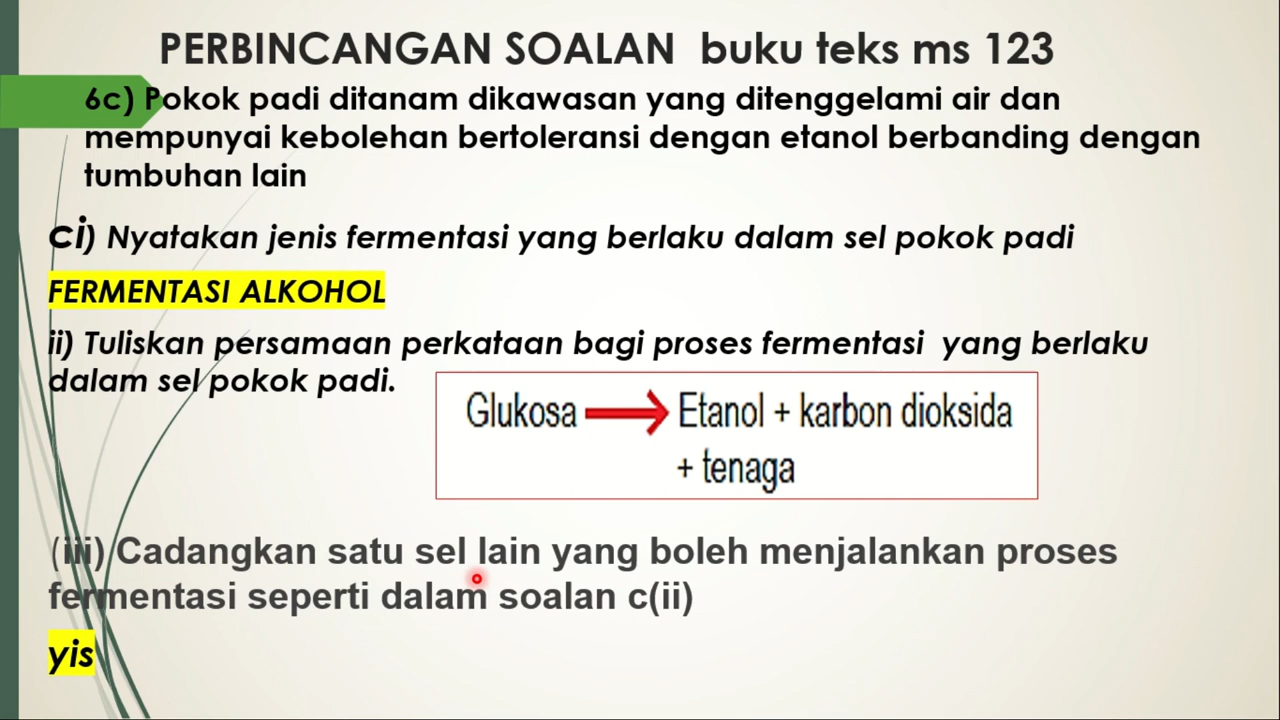 PERBINCANGAN SOALAN buku teks ms 123
6c) Pokok padi ditanam dikawasan yang ditenggelami air dan
mempunyai kebolehan bertoleransi dengan etanol berbanding dengan
tumbuhan lain
ci) Nyatakan jenis fermentasi yang berlaku dalam sel pokok padi
FERMENTASI ALKOHOL
ii) Tuliskan persamaan perkataan bagi proses fermentasi yang berlaku
dalam sel pokok padi.
Glukosa → Etanol + karbon dioksida
+ tenaga
(iii) Cadangkan satu sel lain yang boleh menjalankan proses
fermentasi seperti dalam soalan c(ii)
yis